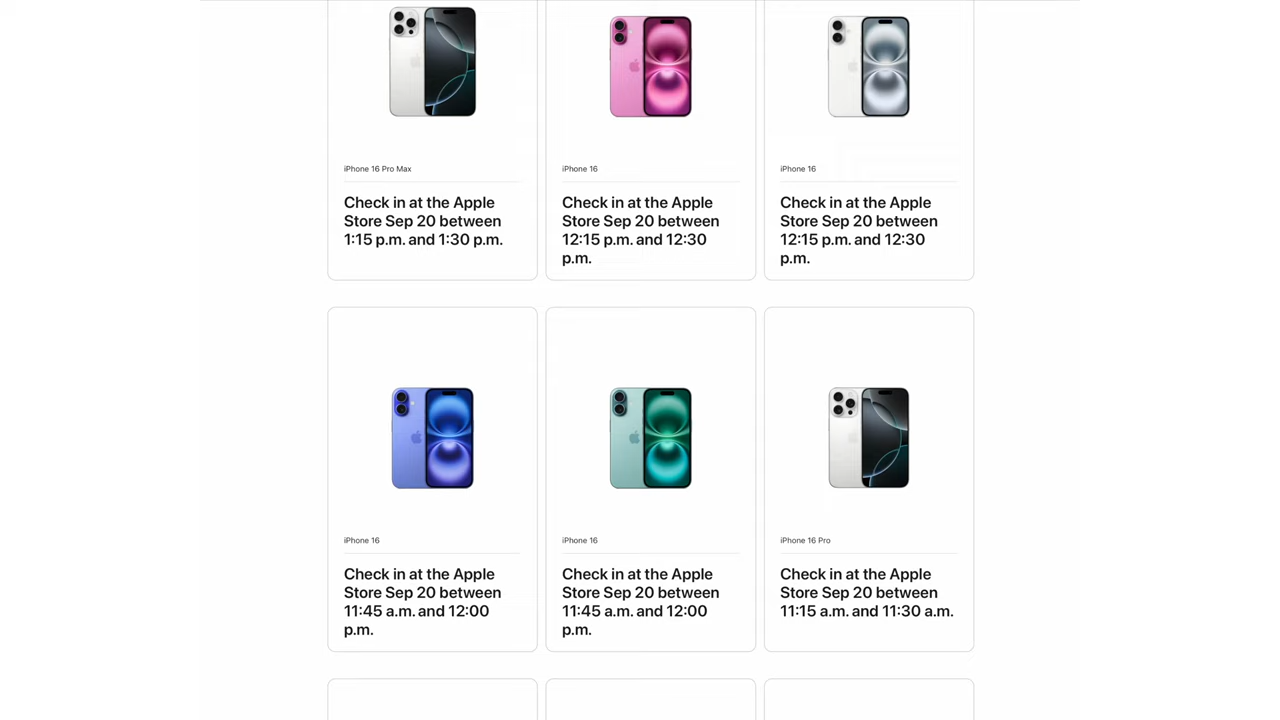 iPhone 16 Pro Max
Check in at the Apple
Store Sep 20 between
1:15 p.m. and 1:30 p.m.
iPhone 16
Check in at the Apple
Store Sep 20 between
12:15 p.m. and 12:30
p.m.
iPhone 16
Check in at the Apple
Store Sep 20 between
12:15 p.m. and 12:30
p.m.
iPhone 16
Check in at the Apple
Store Sep 20 between
11:45 a.m. and 12:00
p.m.
iPhone 16
Check in at the Apple
Store Sep 20 between
11:45 a.m. and 12:00
p.m.
iPhone 16 Pro
Check in at the Apple
Store Sep 20 between
11:15 a.m. and 11:30 a.m.